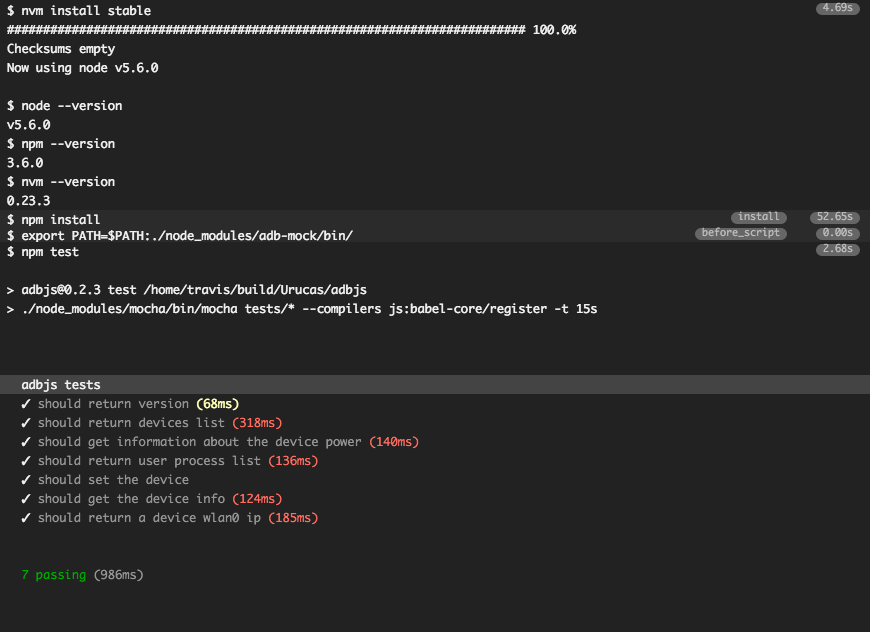 $ nvm install stable 4.69s
######################################################################## 100.0%
Checksums empty
Now using node v5.6.0
$ node --version
v5.6.0
$ npm --version
3.6.0
$ nvm --version
0.23.3
$ npm install install 52.65s
$ export PATH=$PATH:./node_modules/adb-mock/bin/ before_script 0.00s
$ npm test 2.68s
> adbjs@0.2.3 test /home/travis/build/Urucas/adbjs
> ./node_modules/mocha/bin/mocha tests/* --compilers js:babel-core/register -t 15s
adbjs tests
✓ should return version (68ms)
✓ should return devices list (318ms)
✓ should get information about the device power (140ms)
✓ should return user process list (136ms)
✓ should set the device
✓ should get the device info (124ms)
✓ should return a device wlan0 ip (185ms)
7 passing (986ms)